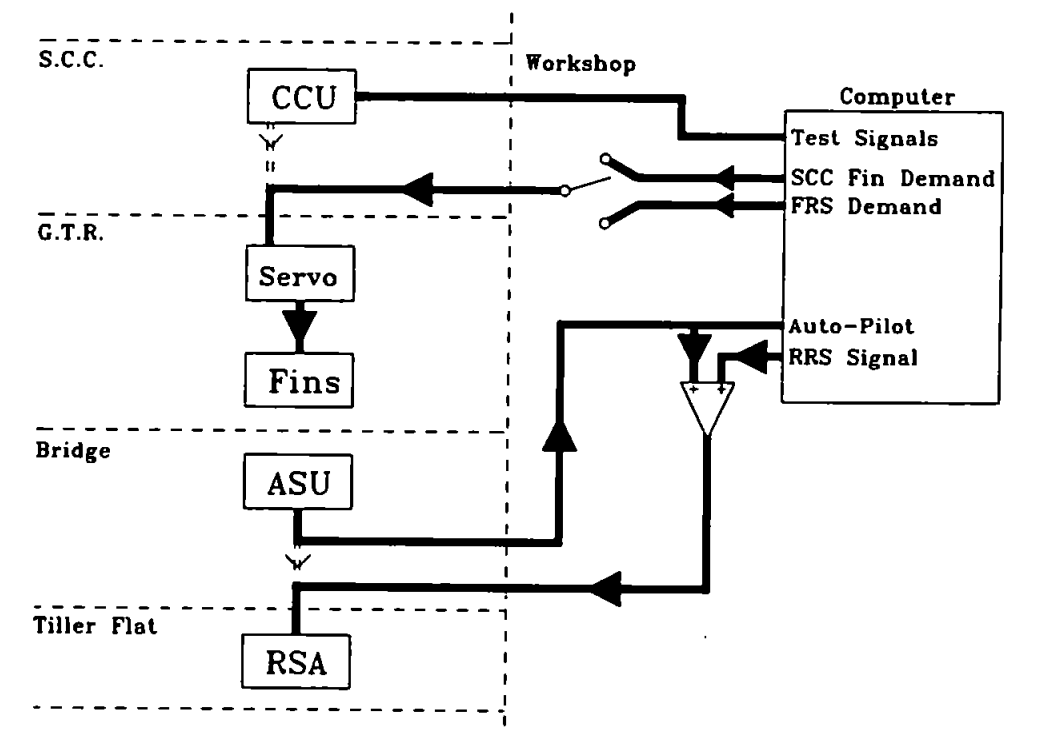 S.C.C.
Workshop
CCU
Computer
Test Signals
SCC Fin Demand
FRS Demand
G.T.R.
Servo
Auto-Pilot
RRS Signal
Fins
+ +
Bridge
ASU
Tiller Flat
RSA